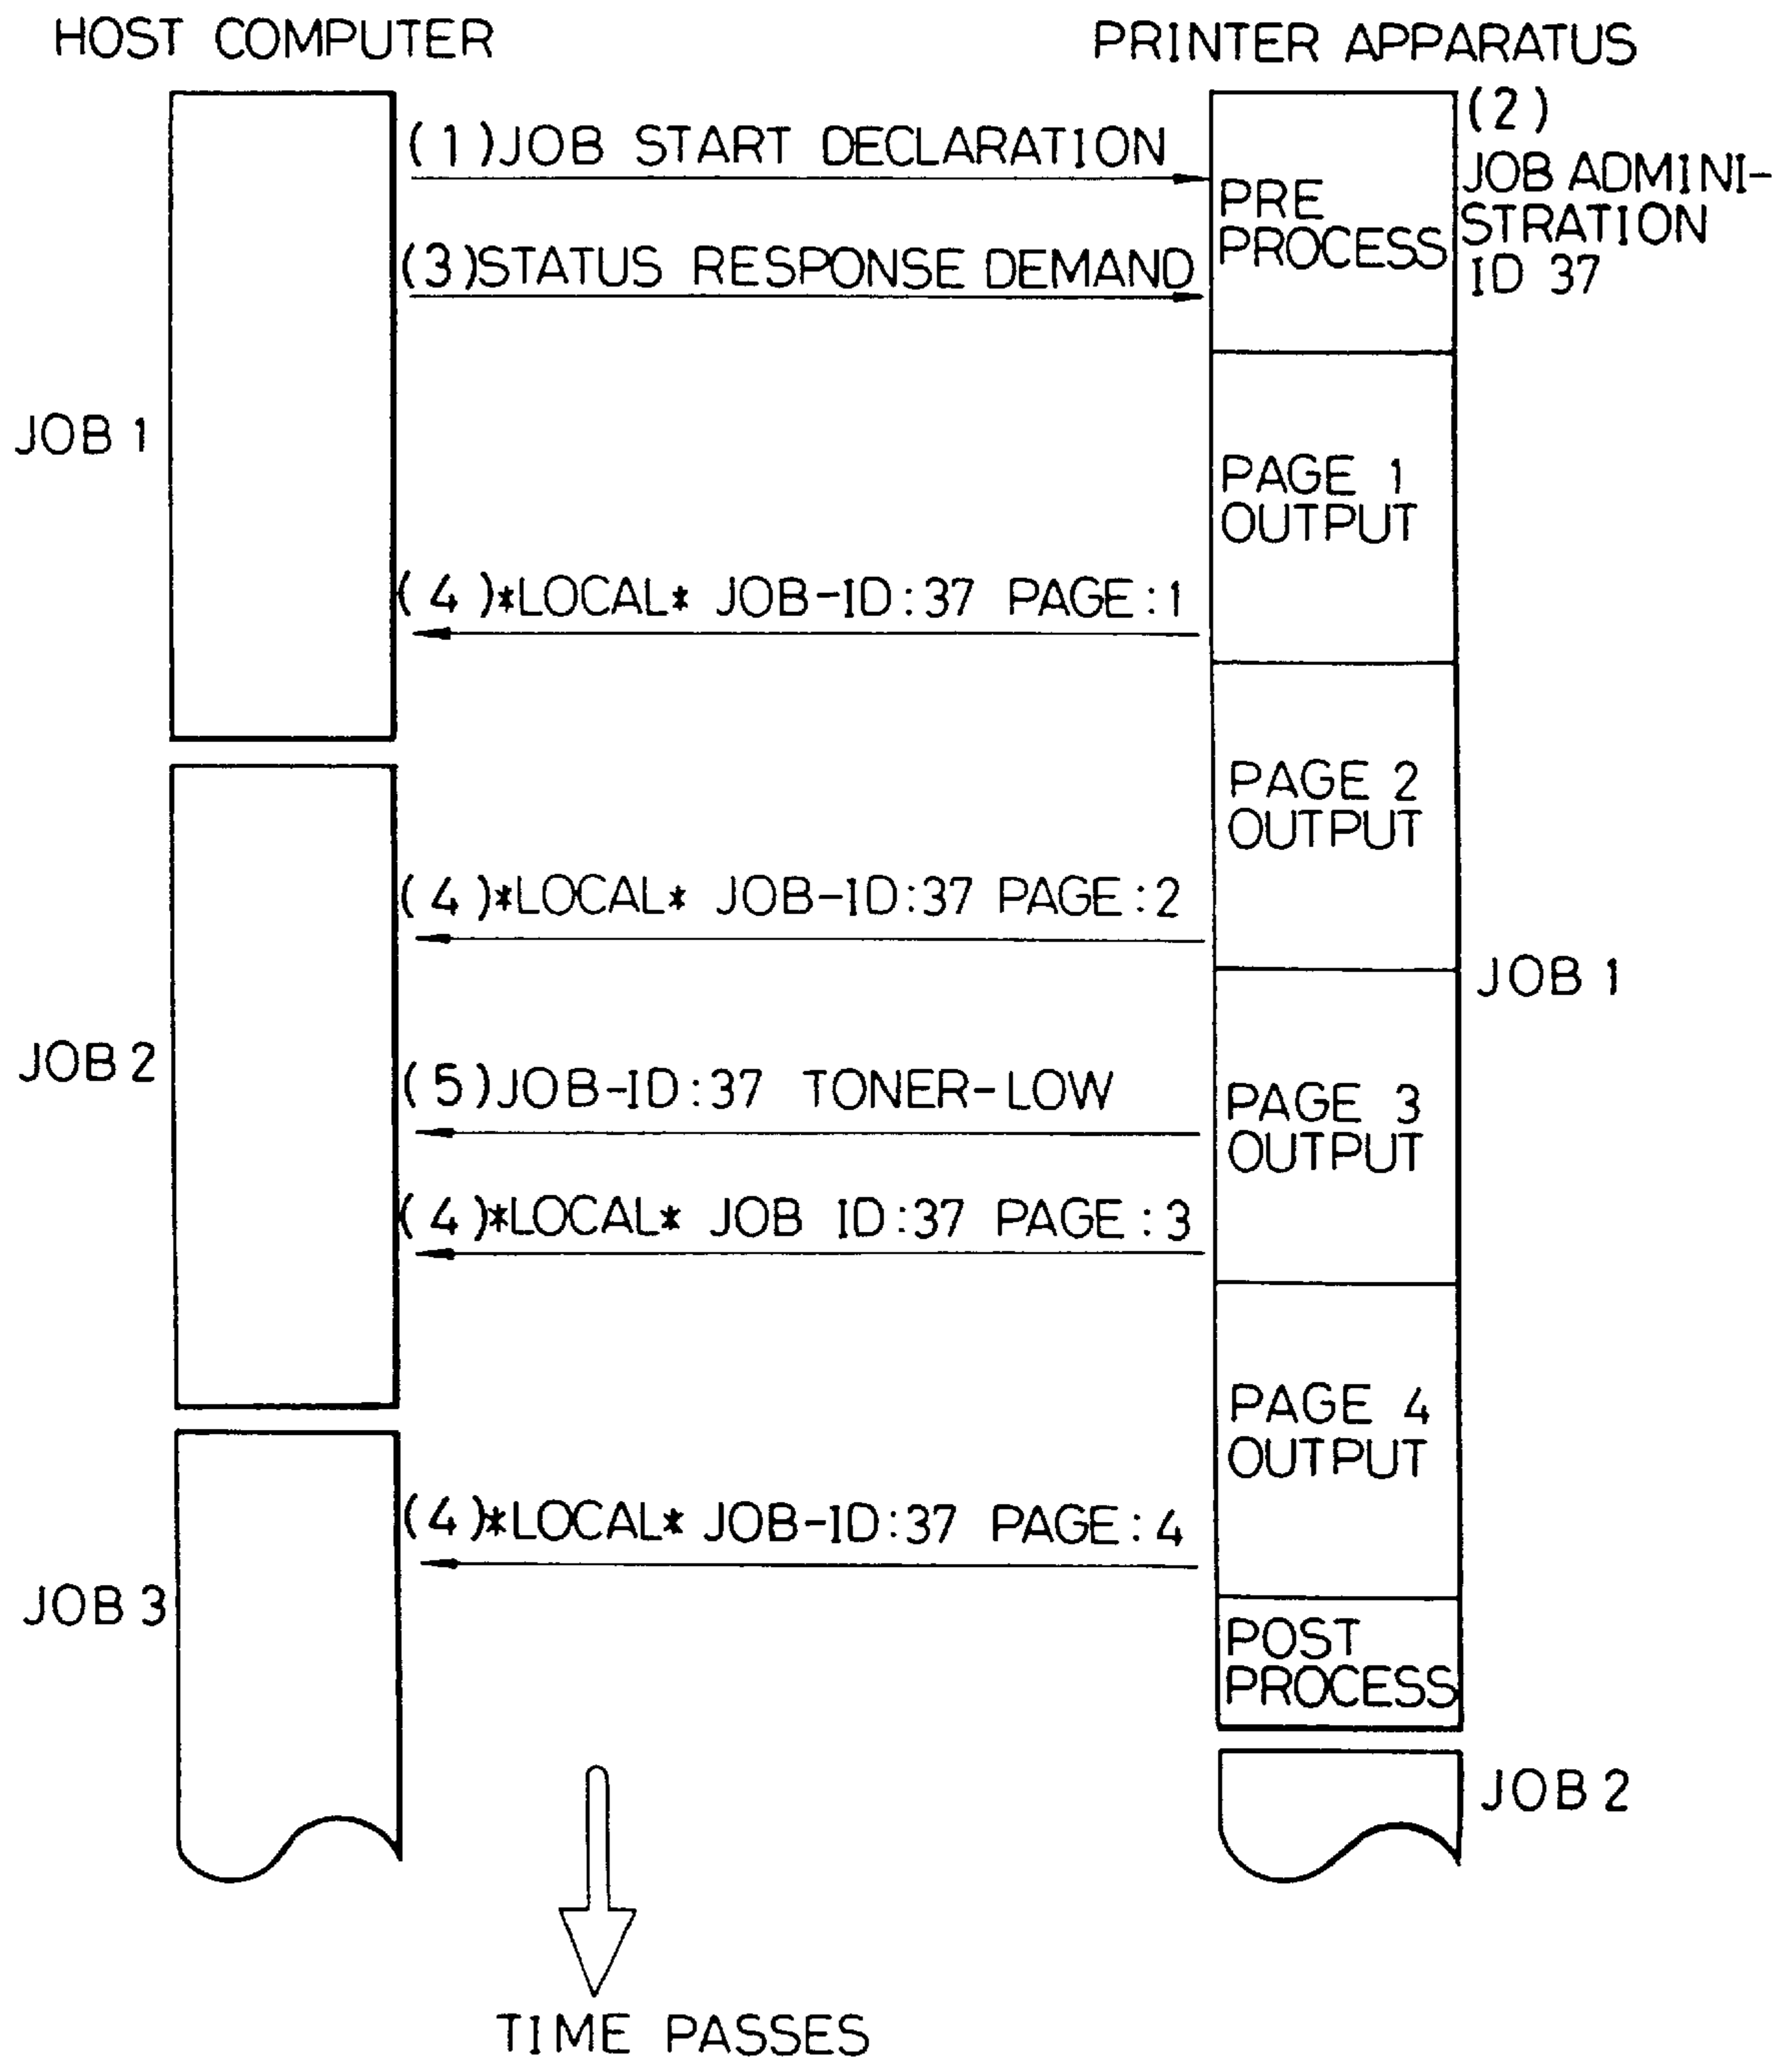 HOST COMPUTER
PRINTER APPARATUS
(1)JOB START DECLARATION
(2)
JOB ADMINI-
STRATION
ID 37
PRE
PROCESS
(3)STATUS RESPONSE DEMAND
JOB 1
PAGE 1
OUTPUT
(4)*LOCAL* JOB-ID:37 PAGE:1
PAGE 2
OUTPUT
(4)*LOCAL* JOB-ID:37 PAGE:2
JOB 1
JOB 2
(5)JOB-ID:37 TONER-LOW
PAGE 3
OUTPUT
(4)*LOCAL* JOB ID:37 PAGE:3
PAGE 4
OUTPUT
(4)*LOCAL* JOB-ID:37 PAGE:4
JOB 3
POST
PROCESS
JOB 2
TIME PASSES